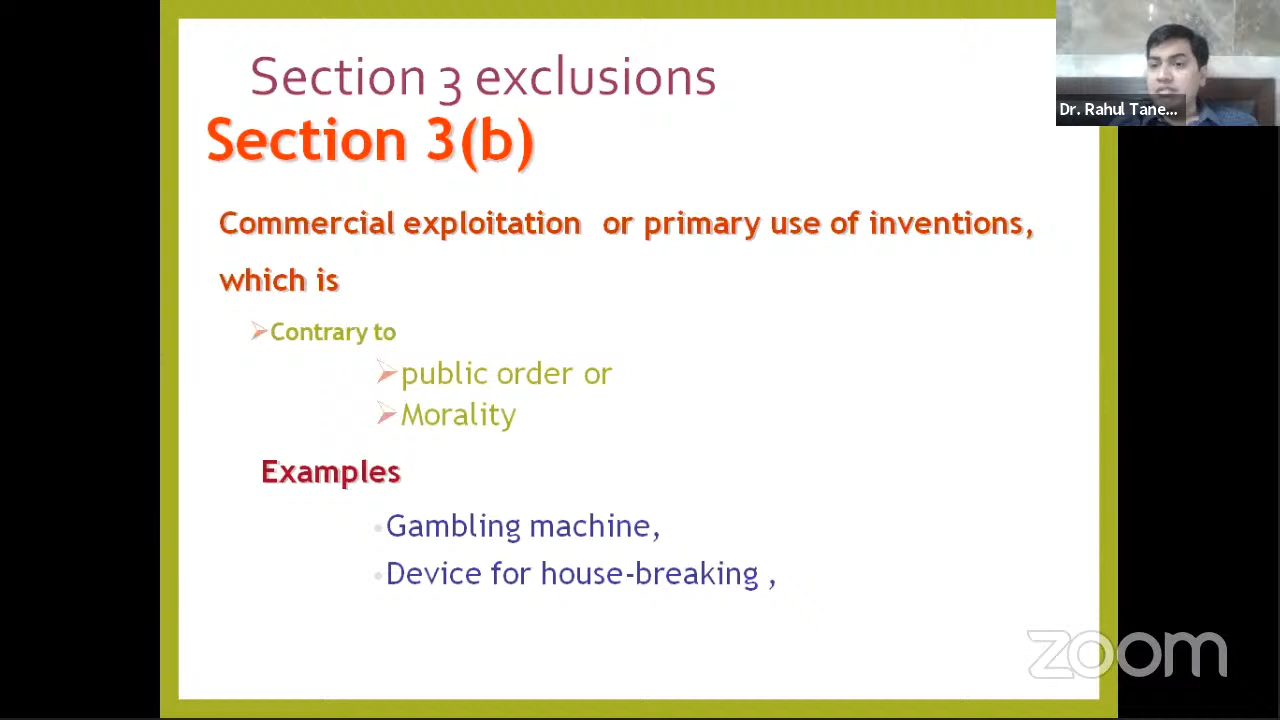 Section 3 exclusions
Section 3(b)
Commercial exploitation or primary use of inventions,
which is
Contrary to
public order or
Morality
Examples
Gambling machine,
Device for house-breaking ,
Dr. Rahul Tane...
zoom